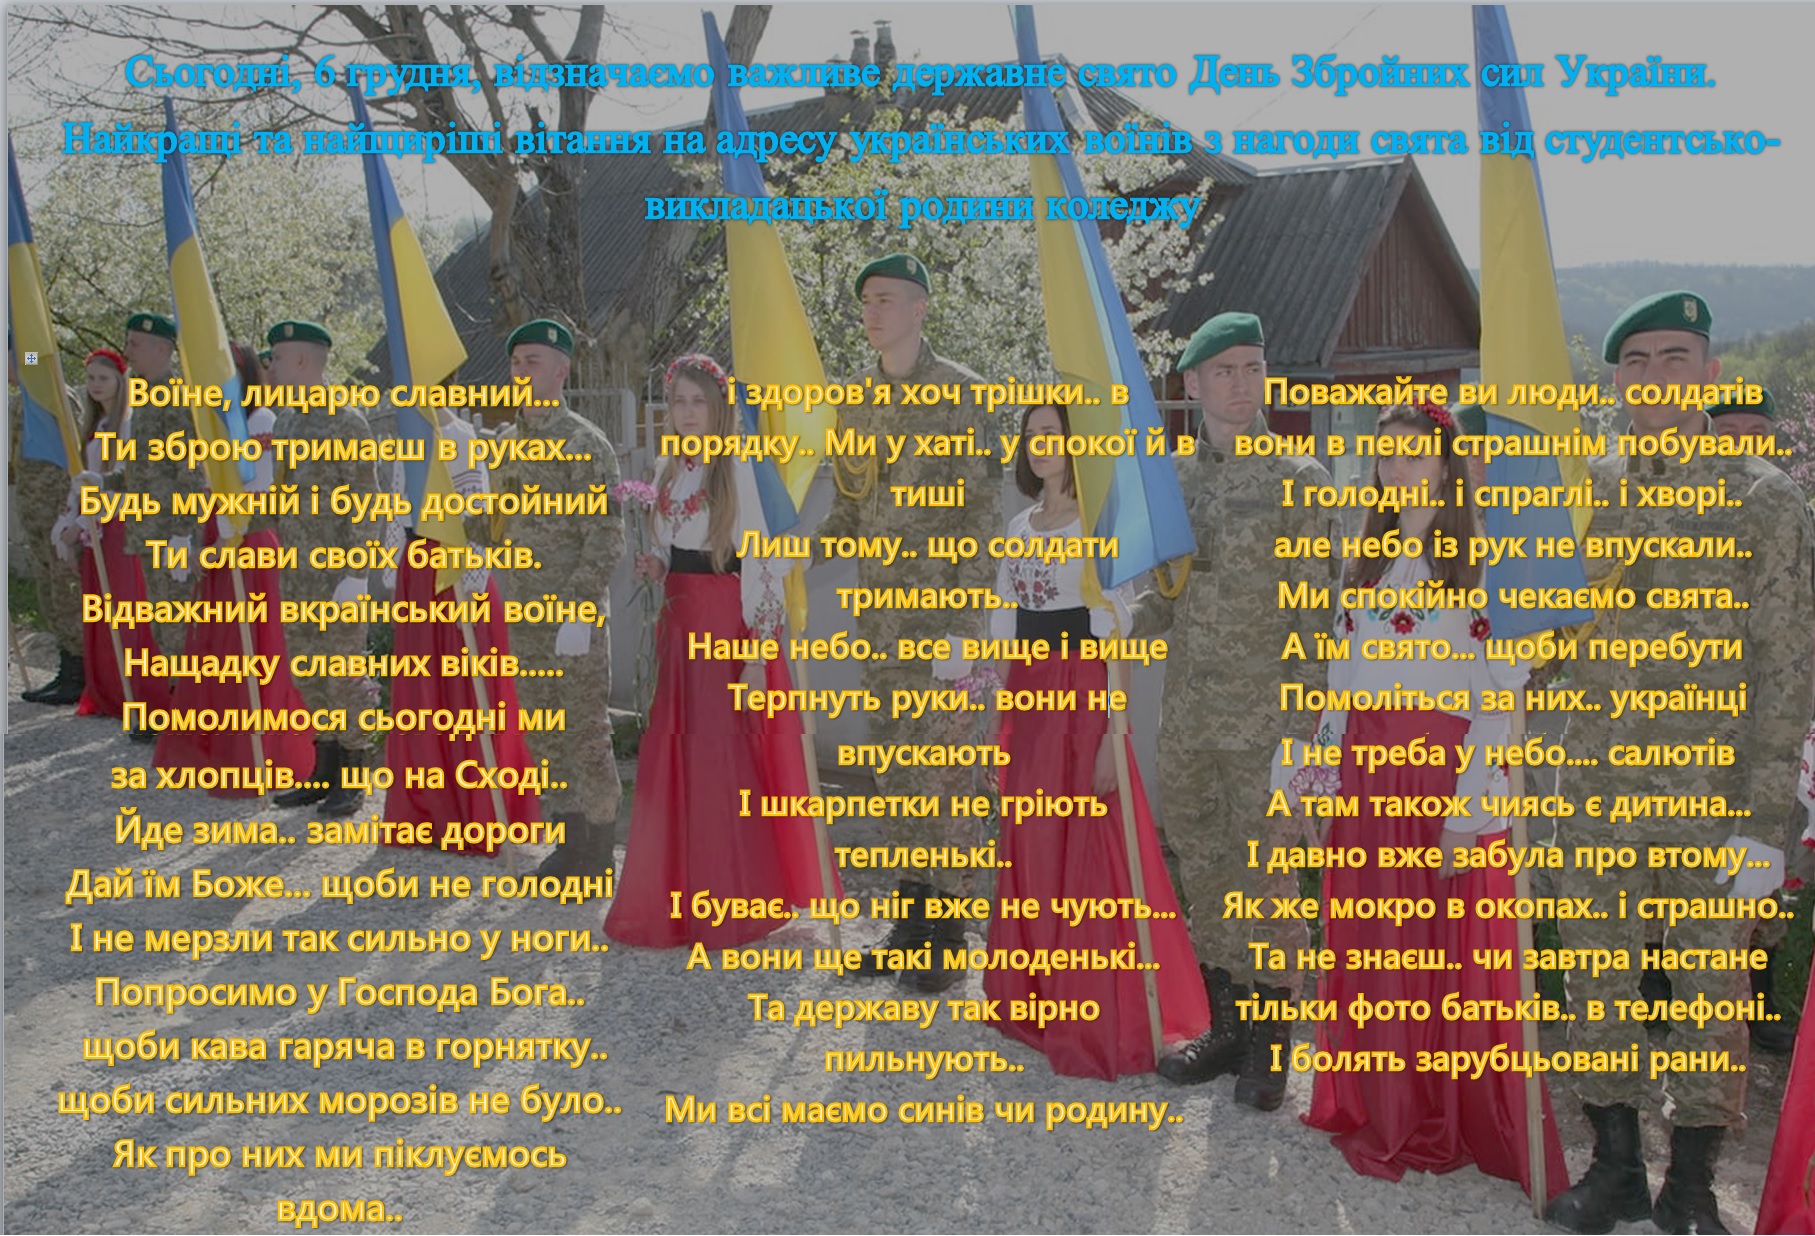 Сьогодні, 6 грудня, відзначаємо важливе державне свято День Збройних сил України.
Найкращі та найщиріші вітання на адресу українських воїнів з нагоди свята від студентсько-
викладацької родини коледжу
Воїне, лицарю славний...
Ти зброю тримаєш в руках...
Будь мужній і будь достойний
Ти слави своїх батьків.
Відважний вкраїнський воїне,
Нащадку славних віків.....
Помолимося сьогодні ми
за хлопців.... що на Сході..
Йде зима.. замітає дороги
Дай їм Боже... щоби не голодні
І не мерзли так сильно у ноги..
Попросимо у Господа Бога..
щоби кава гаряча в горнятку..
щоби сильних морозів не було..
Як про них ми піклуємось
вдома..
і здоров'я хоч трішки.. в
порядку.. Ми у хаті.. у спокої й в
тиші
Лиш тому.. що солдати
тримають..
Наше небо.. все вище і вище
Терпнуть руки.. вони не
впускають
І шкарпетки не гріють
тепленькі..
І буває.. що ніг вже не чують...
А вони ще такі молоденькі...
Та державу так вірно
пильнують..
Ми всі маємо синів чи родину..
Поважайте ви люди.. солдатів
вони в пеклі страшнім побували..
І голодні.. і спраглі.. і хворі..
але небо із рук не впускали..
Ми спокійно чекаємо свята..
А їм свято... щоби перебути
Помоліться за них.. українці
І не треба у небо.... салютів
А там також чиясь є дитина...
І давно вже забула про втому...
Як же мокро в окопах.. і страшно..
Та не знаєш.. чи завтра настане
тільки фото батьків.. в телефоні..
І болять зарубцьовані рани..